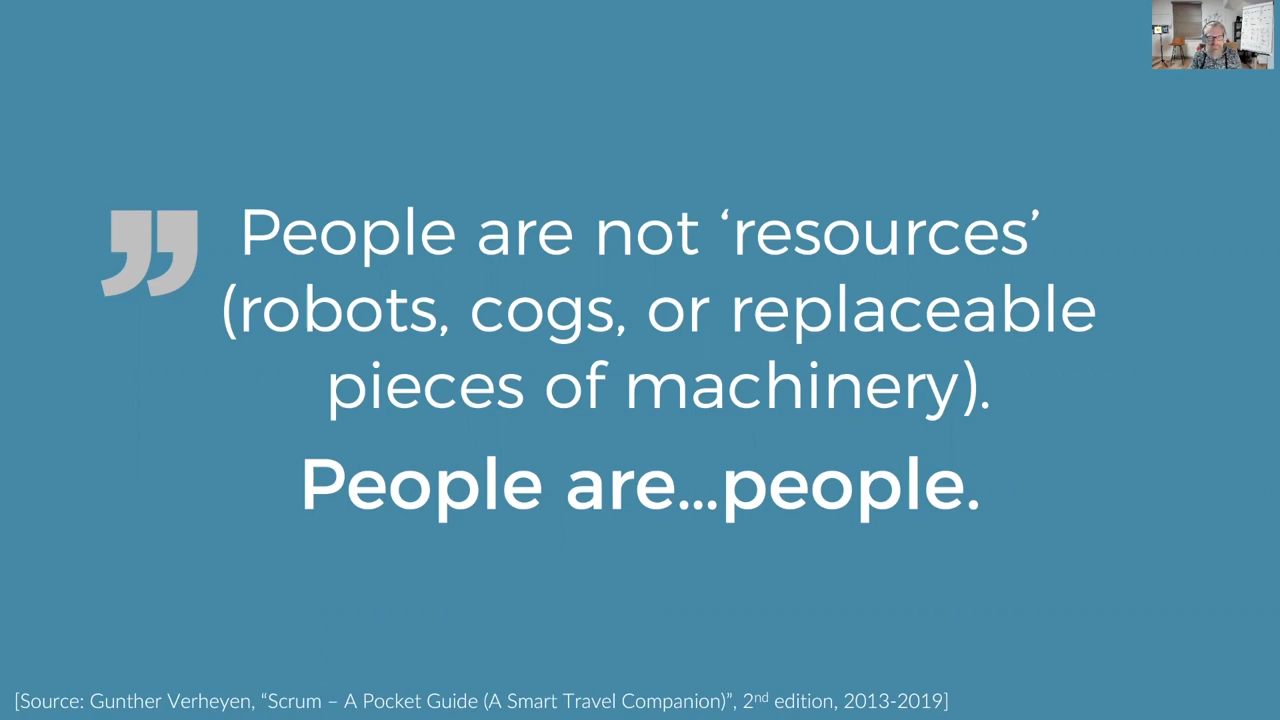 ” People are not ‘resources’
(robots, cogs, or replaceable
pieces of machinery).
People are...people.
[Source: Gunther Verheyen, “Scrum – A Pocket Guide (A Smart Travel Companion)”, 2nd edition, 2013-2019]